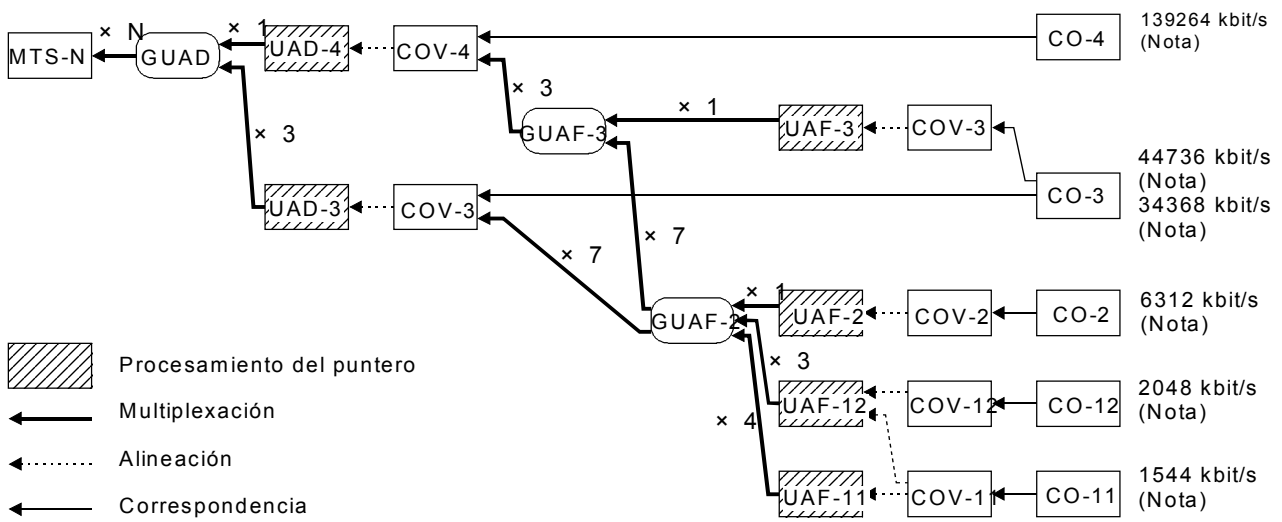 × N
× 1
139264 kbit/s
(Nota)
MTS-N
GUAD
UAD-4
COV-4
CO-4
× 3
× 1
× 3
GUAF-3
UAF-3
COV-3
44736 kbit/s
(Nota)
34368 kbit/s
(Nota)
UAD-3
COV-3
CO-3
× 7
× 7
× 1
6312 kbit/s
(Nota)
GUAF-2
UAF-2
COV-2
CO-2
× 3
Procesamiento del puntero
2048 kbit/s
(Nota)
Multiplexación
× 4
UAF-12
COV-12
CO-12
Alineación
1544 kbit/s
(Nota)
UAF-11
COV-11
CO-11
Correspondencia